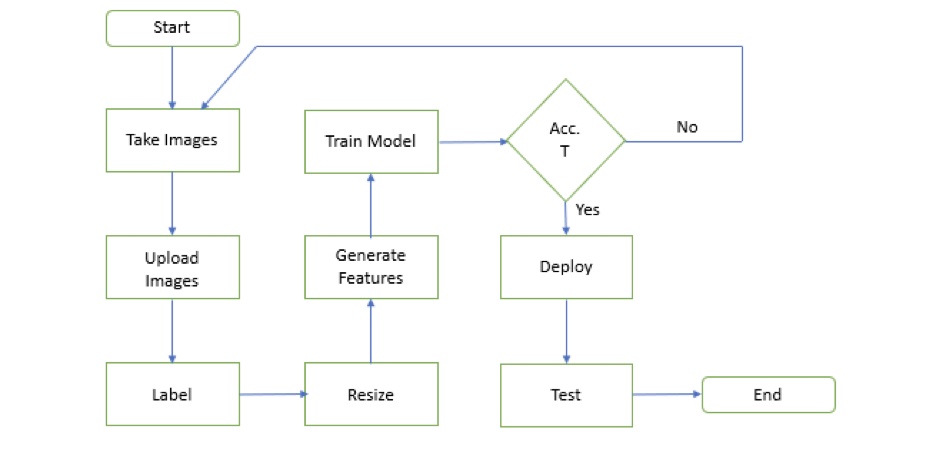 Start
Take Images
Upload
Images
Label
Resize
Generate
Features
Train Model
Acc.
T
No
Yes
Deploy
Test
End